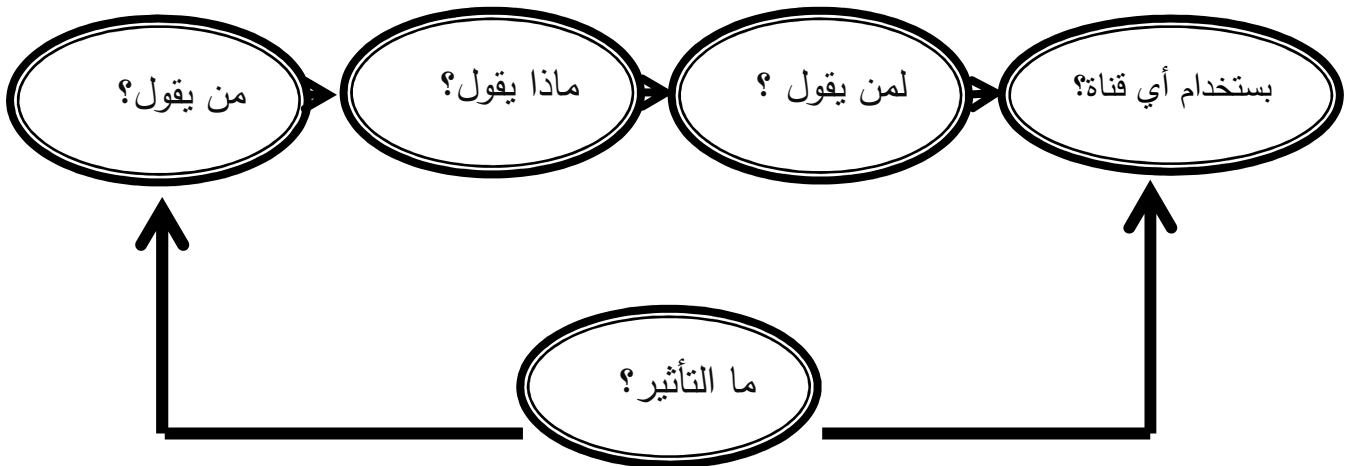 من يقول؟
ماذا يقول؟
لمن يقول ؟
بستخدام أي قناة؟
ما التأثير؟